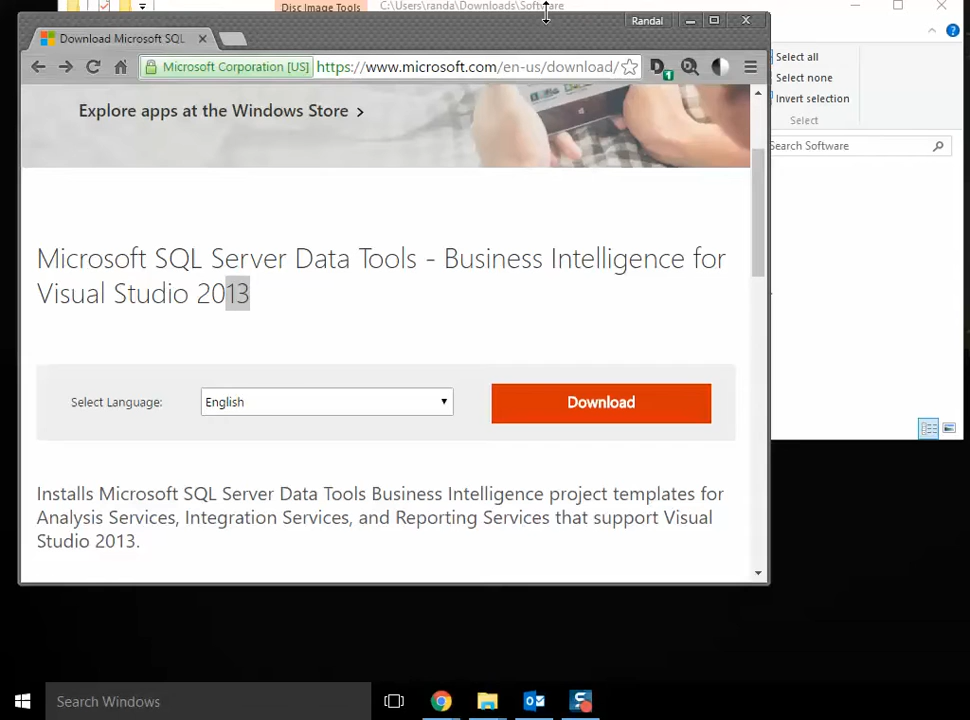 Disc Image Tools
C:\Users\randa\Downloads\Software
Randal
Download Microsoft SQL
Select all
Microsoft Corporation [US]
https://www.microsoft.com/en-us/download/
D
1
Select none
Invert selection
Explore apps at the Windows Store >
Select
Search Software
Microsoft SQL Server Data Tools - Business Intelligence for
Visual Studio 2013
Select Language:
English
Download
Installs Microsoft SQL Server Data Tools Business Intelligence project templates for
Analysis Services, Integration Services, and Reporting Services that support Visual
Studio 2013.
Search Windows